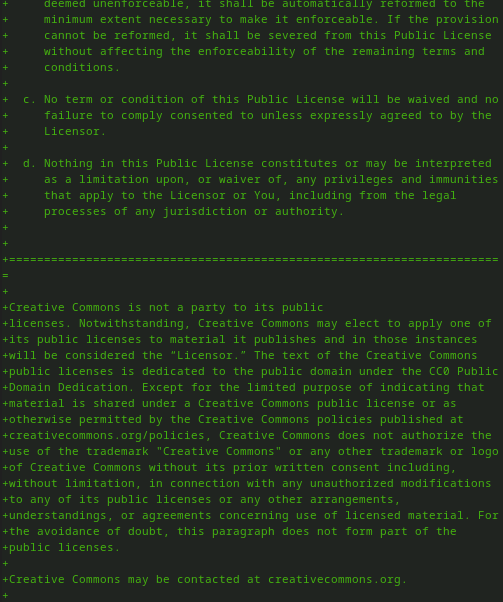 +     deemed unenforceable, it shall be automatically reformed to the
+     minimum extent necessary to make it enforceable. If the provision
+     cannot be reformed, it shall be severed from this Public License
+     without affecting the enforceability of the remaining terms and
+     conditions.
+
+  c. No term or condition of this Public License will be waived and no
+     failure to comply consented to unless expressly agreed to by the
+     Licensor.
+
+  d. Nothing in this Public License constitutes or may be interpreted
+     as a limitation upon, or waiver of, any privileges and immunities
+     that apply to the Licensor or You, including from the legal
+     processes of any jurisdiction or authority.
+
+
+======================================================================
=
+
+Creative Commons is not a party to its public
+licenses. Notwithstanding, Creative Commons may elect to apply one of
+its public licenses to material it publishes and in those instances
+will be considered the “Licensor.” The text of the Creative Commons
+public licenses is dedicated to the public domain under the CC0 Public
+Domain Dedication. Except for the limited purpose of indicating that
+material is shared under a Creative Commons public license or as
+otherwise permitted by the Creative Commons policies published at
+creativecommons.org/policies, Creative Commons does not authorize the
+use of the trademark "Creative Commons" or any other trademark or logo
+of Creative Commons without its prior written consent including,
+without limitation, in connection with any unauthorized modifications
+to any of its public licenses or any other arrangements,
+understandings, or agreements concerning use of licensed material. For
+the avoidance of doubt, this paragraph does not form part of the
+public licenses.
+
+Creative Commons may be contacted at creativecommons.org.
+